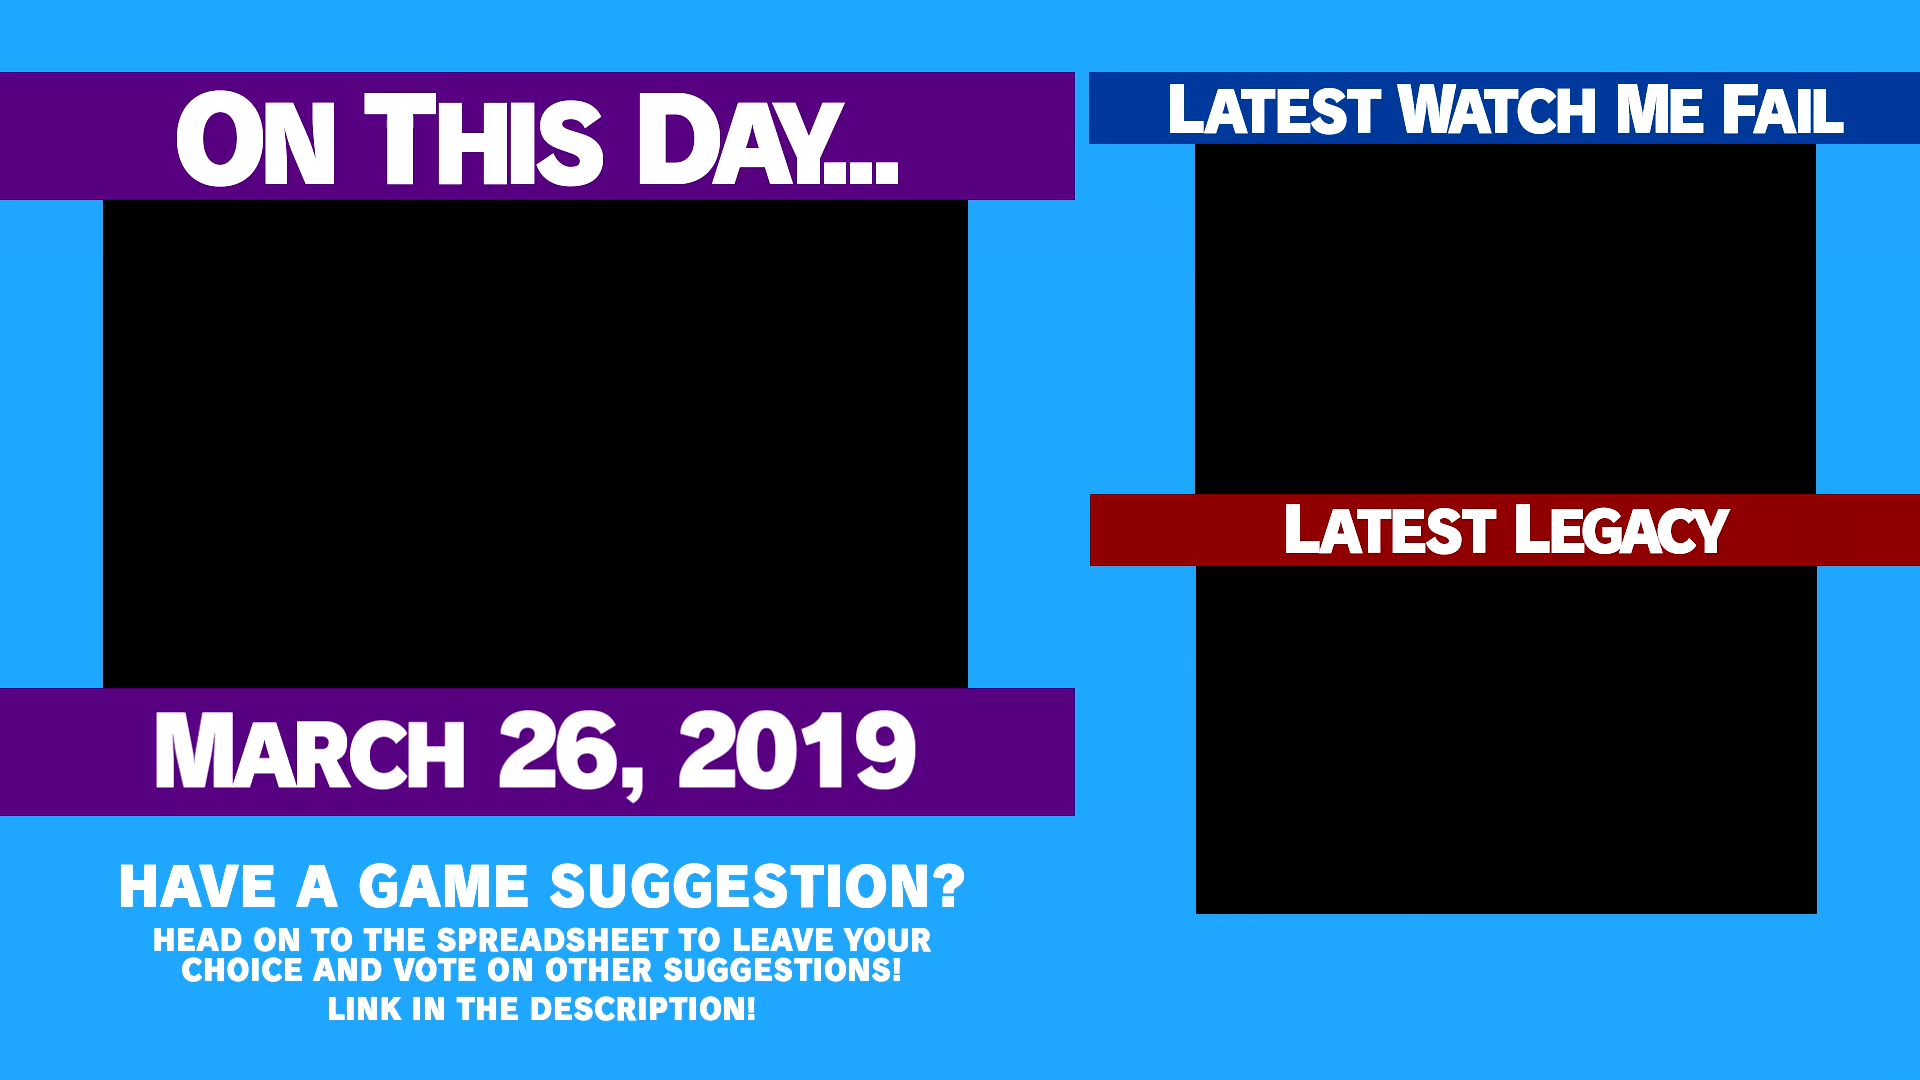 On This Day...
March 26, 2019
HAVE A GAME SUGGESTION?
HEAD ON TO THE SPREADSHEET TO LEAVE YOUR
CHOICE AND VOTE ON OTHER SUGGESTIONS!
LINK IN THE DESCRIPTION!
Latest Watch Me Fail
Latest Legacy